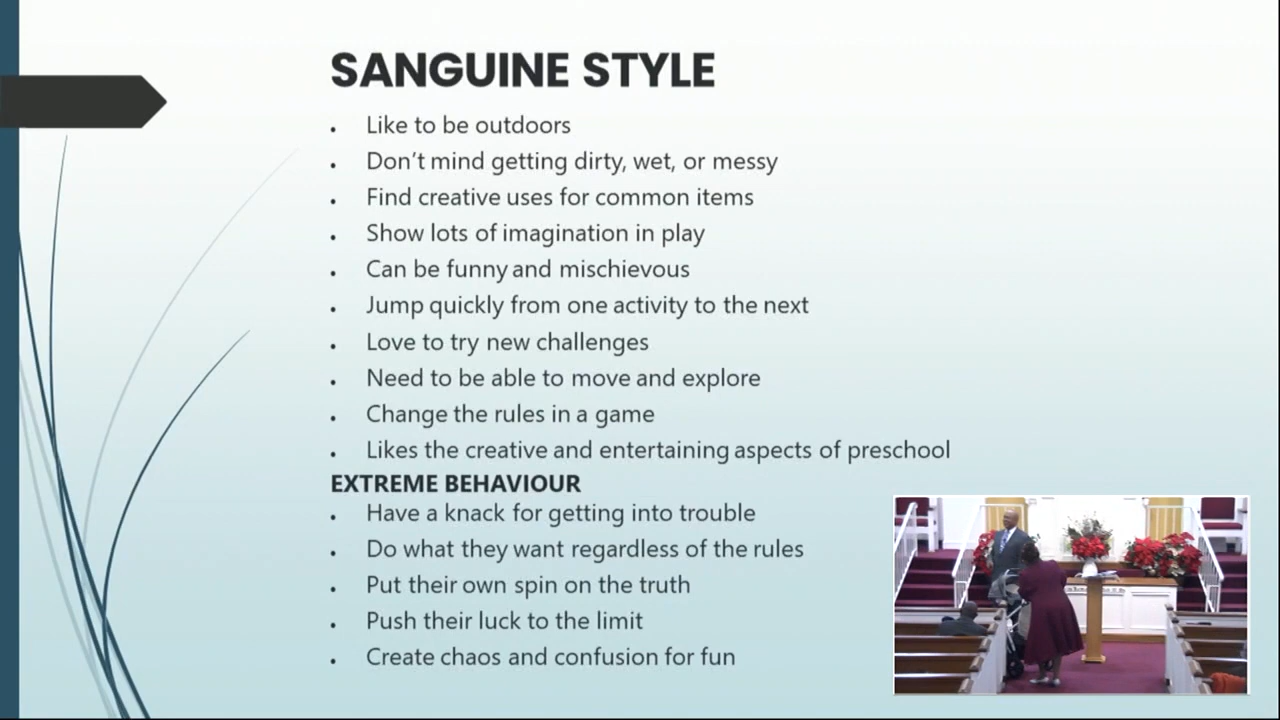 SANGUINE STYLE
• Like to be outdoors
• Don't mind getting dirty, wet, or messy
• Find creative uses for common items
• Show lots of imagination in play
• Can be funny and mischievous
• Jump quickly from one activity to the next
• Love to try new challenges
• Need to be able to move and explore
• Change the rules in a game
• Likes the creative and entertaining aspects of preschool
EXTREME BEHAVIOUR
• Have a knack for getting into trouble
• Do what they want regardless of the rules
• Put their own spin on the truth
• Push their luck to the limit
• Create chaos and confusion for fun